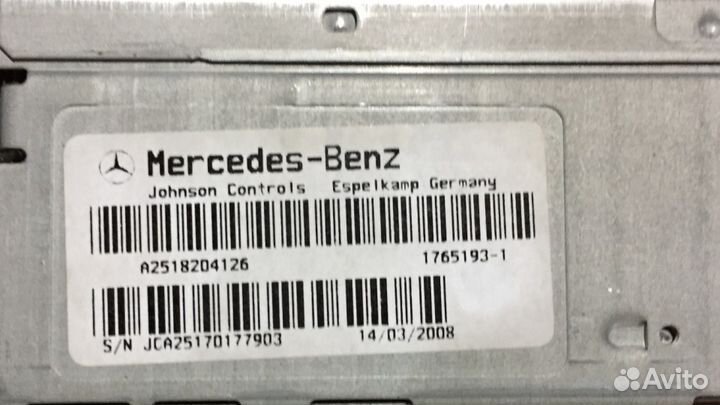 Mercedes-Benz
Johnson Controls Espelkamp Germany
A2518204126 1765193-1
S/N JCA25170177903 14/03/2008
Avito